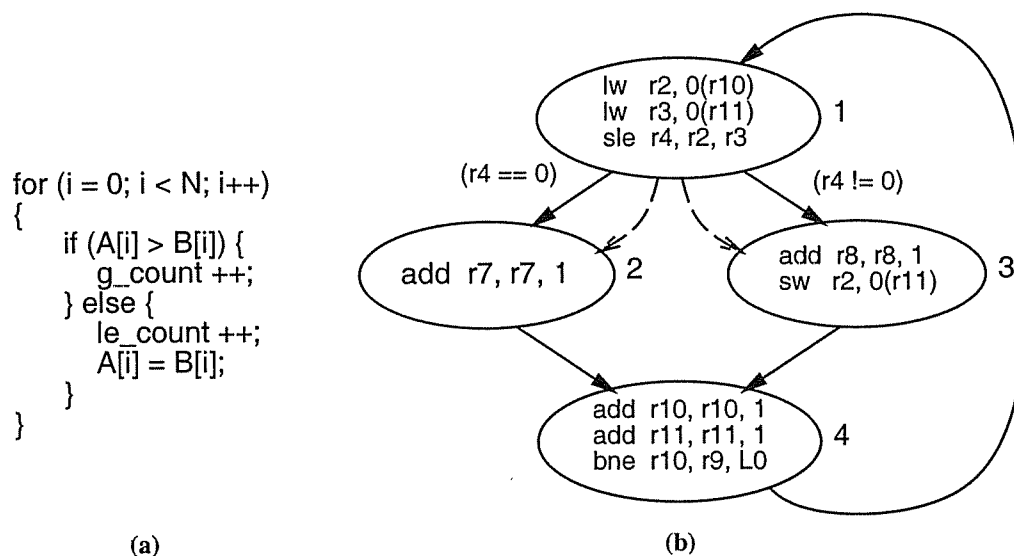 for (i = 0; i < N; i++)
{
if (A[i] > B[i]) {
g_count ++;
} else {
le_count ++;
A[i] = B[i];
}
}
(a)
lw r2, 0(r10)
lw r3, 0(r11)
sle r4, r2, r3
1
(r4 == 0)
(r4 != 0)
add r7, r7, 1
2
add r8, r8, 1
sw r2, 0(r11)
3
add r10, r10, 1
add r11, r11, 1
bne r10, r9, L0
4
(b)